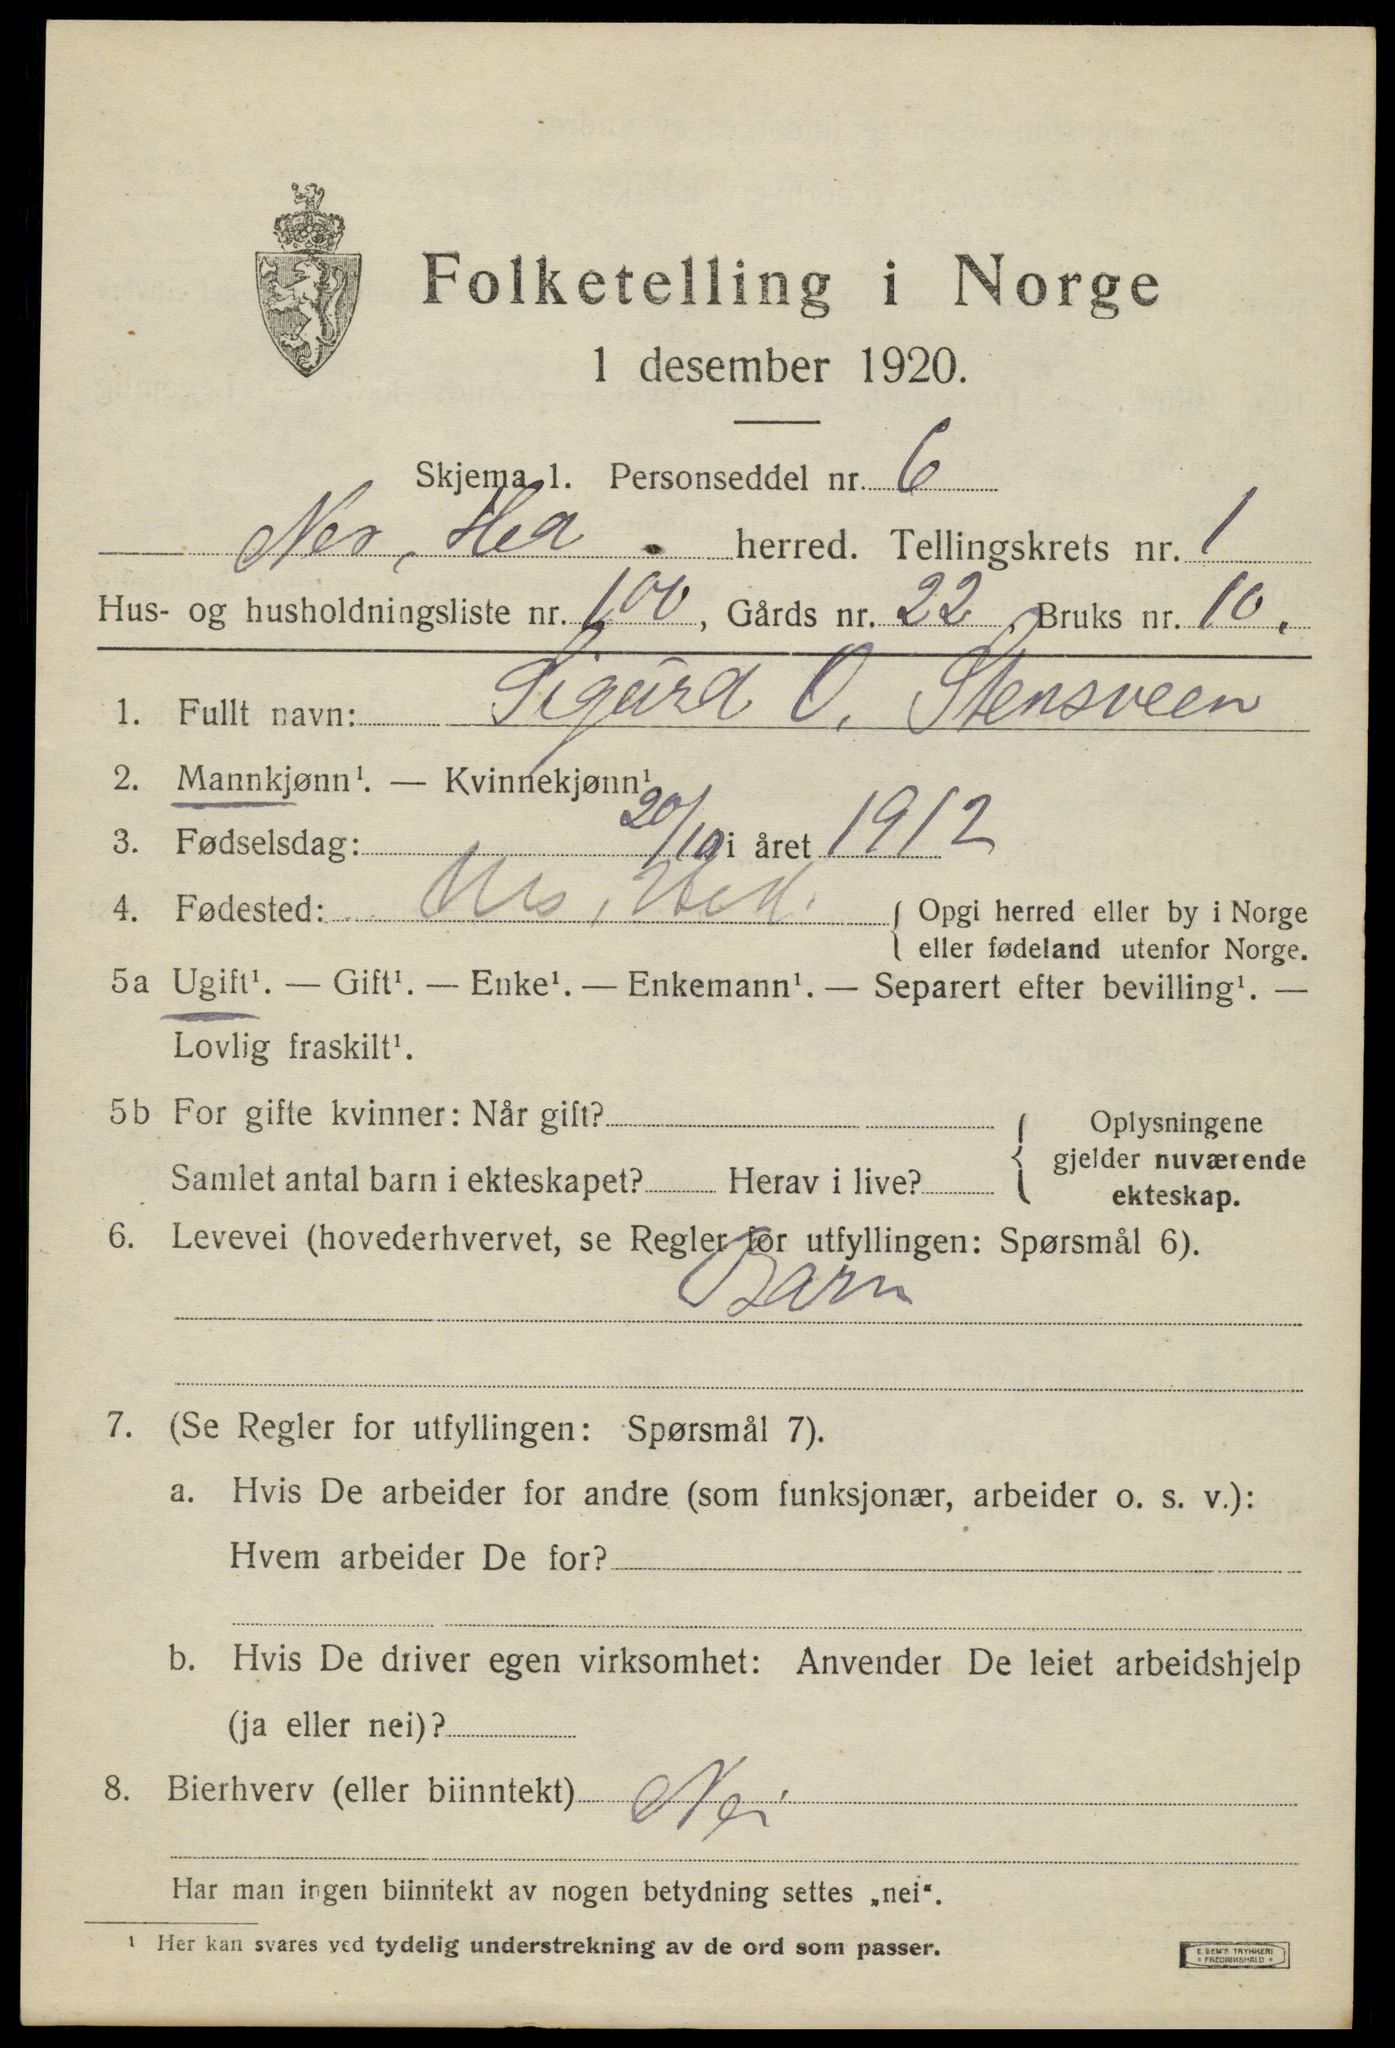 Folketelling i Norge
1 desember 1920.
Skjema 1. Personseddel nr. 6
Nes, Hed. herred. Tellingskrets nr. 1
Hus- og husholdningsliste nr. 100, Gårds nr. 22, Bruks nr. 10.
1. Fullt navn: Sigurd O. Stensveen
2. Mannkjønn¹. — Kvinnekjønn¹
3. Fødselsdag: 20/10 i året 1912
4. Fødested: Nes, Hed. { Opgi herred eller by i Norge
eller fødeland utenfor Norge.
5a Ugift¹. — Gift¹. — Enke¹. — Enkemann¹. — Separert efter bevilling¹. —
Lovlig fraskilt¹.
5b For gifte kvinner: Når gift?
Samlet antal barn i ekteskapet? Herav i live?
{ Oplysningene
gjelder nuværende
ekteskap.
6. Levevei (hovederhvervet, se Regler for utfyllingen: Spørsmål 6).
Barn
7. (Se Regler for utfyllingen: Spørsmål 7).
a. Hvis De arbeider for andre (som funksjonær, arbeider o. s. v.):
Hvem arbeider De for?
b. Hvis De driver egen virksomhet: Anvender De leiet arbeidshjelp
(ja eller nei)?
8. Bierhverv (eller biinntekt) Nei
Har man ingen biinntekt av nogen betydning settes „nei“.
¹ Her kan svares ved tydelig understrekning av de ord som passer.
E. SEM'S TRYKKERI
* FREDRIKSHALD *